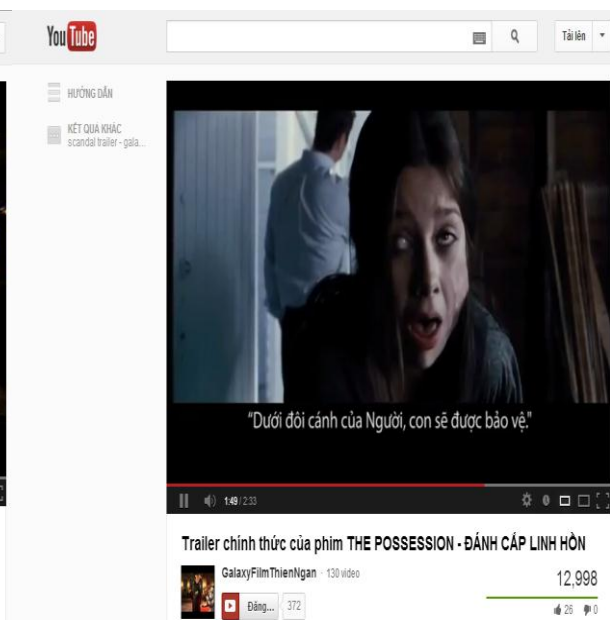 YouTube
Tải lên
HƯỚNG DẪN
KẾT QUẢ KHÁC
scandal trailer - gala...
"Dưới đôi cánh của Người, con sẽ được bảo vệ."
1:49 / 2:33
Trailer chính thức của phim THE POSSESSION - ĐÁNH CẮP LINH HỒN
GalaxyFilmThienNgan · 130 video
12,998
Đăng... 372
26 0